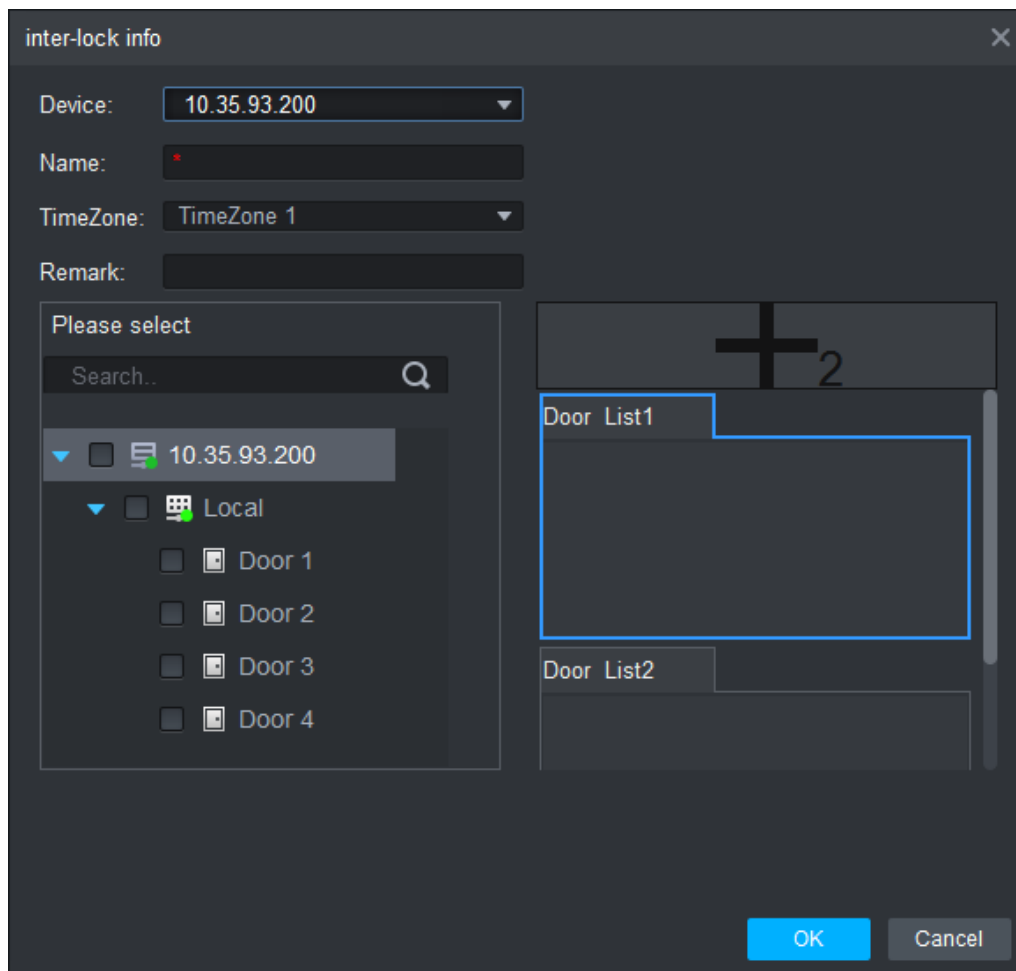 inter-lock info
Device: 10.35.93.200
Name: *
TimeZone: TimeZone 1
Remark:
Please select
Search..
10.35.93.200
Local
Door 1
Door 2
Door 3
Door 4
2
Door List1
Door List2
OK Cancel